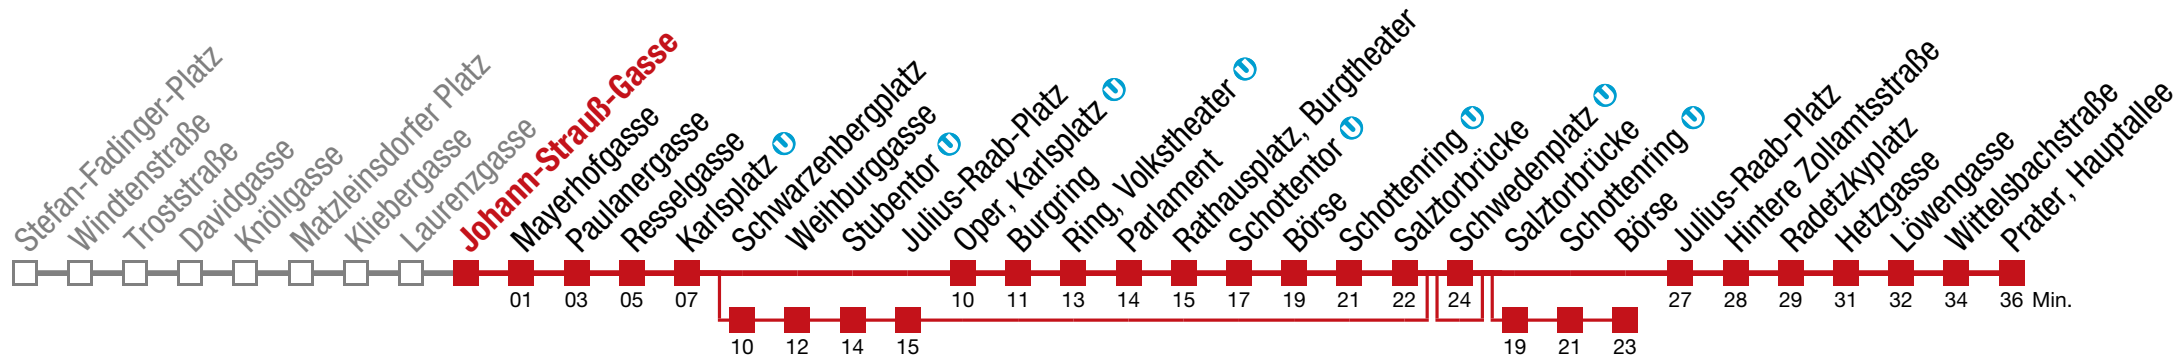 Stefan-Fadinger-Platz
Windtenstraße
Troststraße
Davidgasse
Knöllgasse
Matzleinsdorfer Platz
Kliebergasse
Laurenzgasse
Johann-Strauß-Gasse
Mayerhofgasse
Paulanergasse
Resselgasse
Karlsplatz U
Schwarzenbergplatz
Weihburggasse
Stubentor U
Julius-Raab-Platz
Oper, Karlsplatz U
Burgring
Ring, Volkstheater U
Parlament
Rathausplatz, Burgtheater
Schottentor U
Börse
Schottenring U
Salztorbrücke
Schwedenplatz U
Salztorbrücke
Schottenring U
Börse
Julius-Raab-Platz
Hintere Zollamtsstraße
Radetzkyplatz
Hetzgasse
Löwengasse
Wittelsbachstraße
Prater, Hauptallee
01 03 05 07 10 11 13 14 15 17 19 21 22 24 27 28 29 31 32 34 36 Min.
10 12 14 15 19 21 23